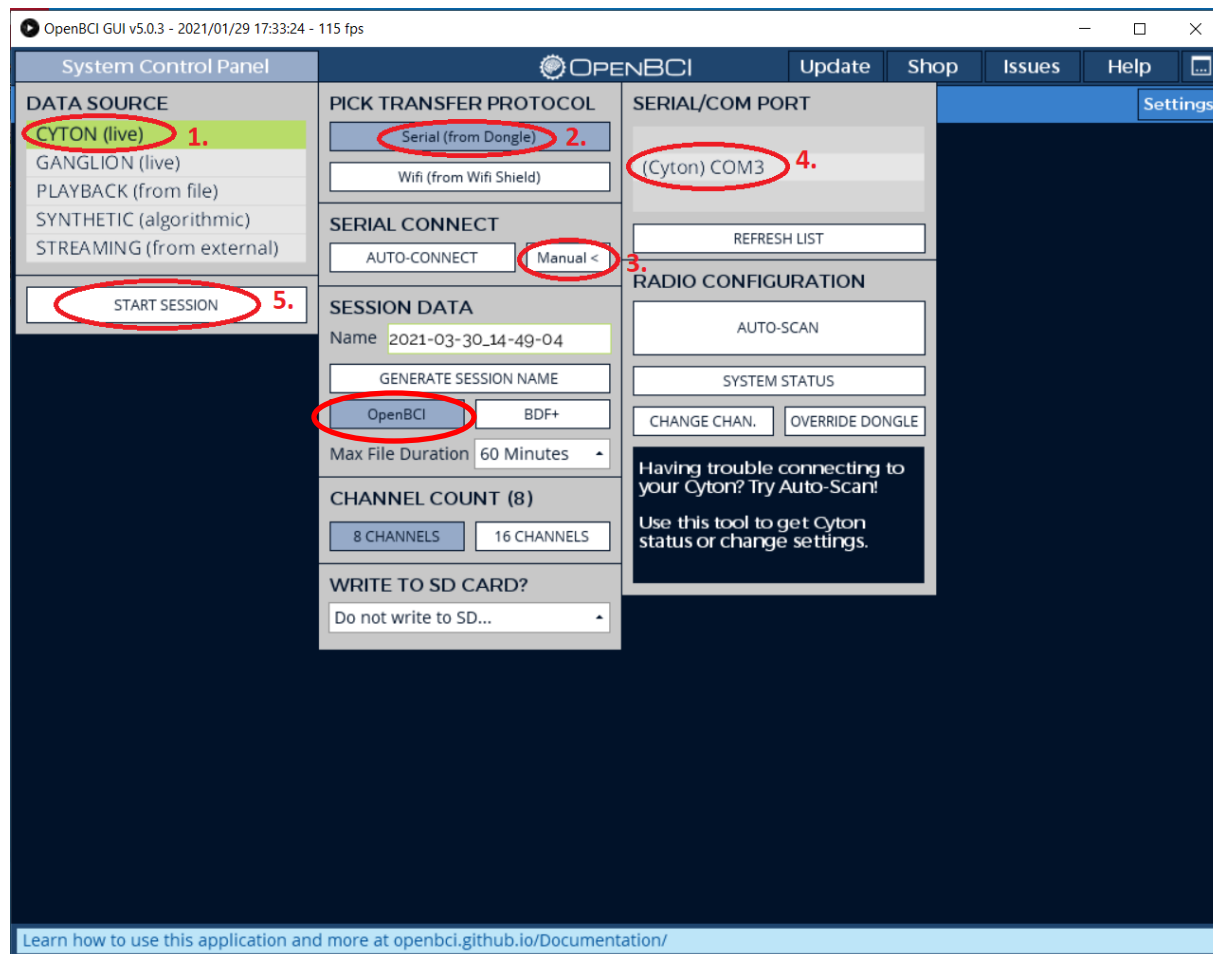 OpenBCI GUI v5.0.3 - 2021/01/29 17:33:24 - 115 fps
System Control Panel
OPENBCI
Update
Shop
Issues
Help
Settings
DATA SOURCE
CYTON (live)
1.
GANGLION (live)
PLAYBACK (from file)
SYNTHETIC (algorithmic)
STREAMING (from external)
START SESSION
5.
PICK TRANSFER PROTOCOL
Serial (from Dongle)
2.
Wifi (from Wifi Shield)
SERIAL CONNECT
AUTO-CONNECT
Manual <
3.
SESSION DATA
Name 2021-03-30_14-49-04
GENERATE SESSION NAME
OpenBCI
BDF+
Max File Duration 60 Minutes
CHANNEL COUNT (8)
8 CHANNELS
16 CHANNELS
WRITE TO SD CARD?
Do not write to SD...
SERIAL/COM PORT
(Cyton) COM3
4.
REFRESH LIST
RADIO CONFIGURATION
AUTO-SCAN
SYSTEM STATUS
CHANGE CHAN.
OVERRIDE DONGLE
Having trouble connecting to
your Cyton? Try Auto-Scan!
Use this tool to get Cyton
status or change settings.
Learn how to use this application and more at openbci.github.io/Documentation/